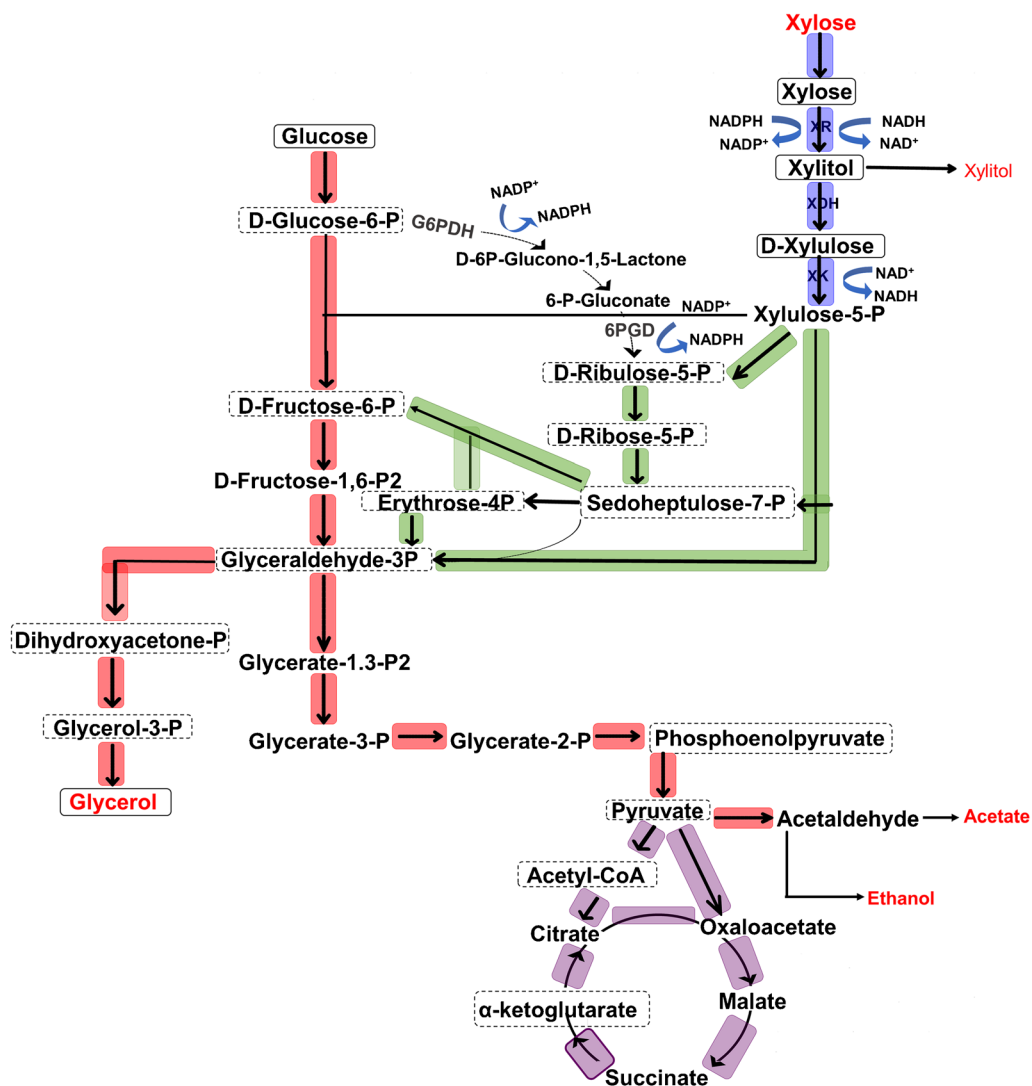 Xylose
Xylose
NADPH
NADP⁺
XR
NADH
NAD⁺
Glucose
Xylitol
Xylitol
NADP⁺
NADPH
XDH
D-Glucose-6-P
G6PDH
D-6P-Glucono-1,5-Lactone
D-Xylulose
XK
NAD⁺
NADH
6-P-Gluconate
NADP⁺
Xylulose-5-P
6PGD
NADPH
D-Ribulose-5-P
D-Fructose-6-P
D-Ribose-5-P
D-Fructose-1,6-P2
Erythrose-4P
Sedoheptulose-7-P
Glyceraldehyde-3P
Dihydroxyacetone-P
Glycerate-1.3-P2
Glycerol-3-P
Glycerate-3-P
Glycerate-2-P
Phosphoenolpyruvate
Glycerol
Pyruvate
Acetaldehyde
Acetate
Acetyl-CoA
Ethanol
Citrate
Oxaloacetate
α-ketoglutarate
Malate
Succinate